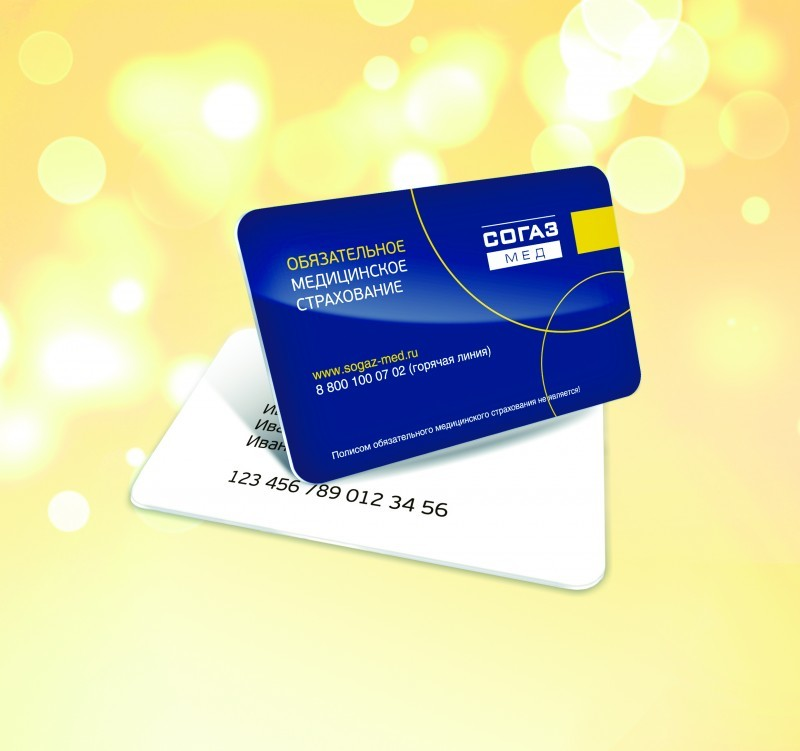 ОБЯЗАТЕЛЬНОЕ
МЕДИЦИНСКОЕ
СТРАХОВАНИЕ
СОГАЗ
МЕД
www.sogaz-med.ru
8 800 100 07 02 (горячая линия)
Полисом обязательного медицинского страхования не является!
123 456 789 012 34 56